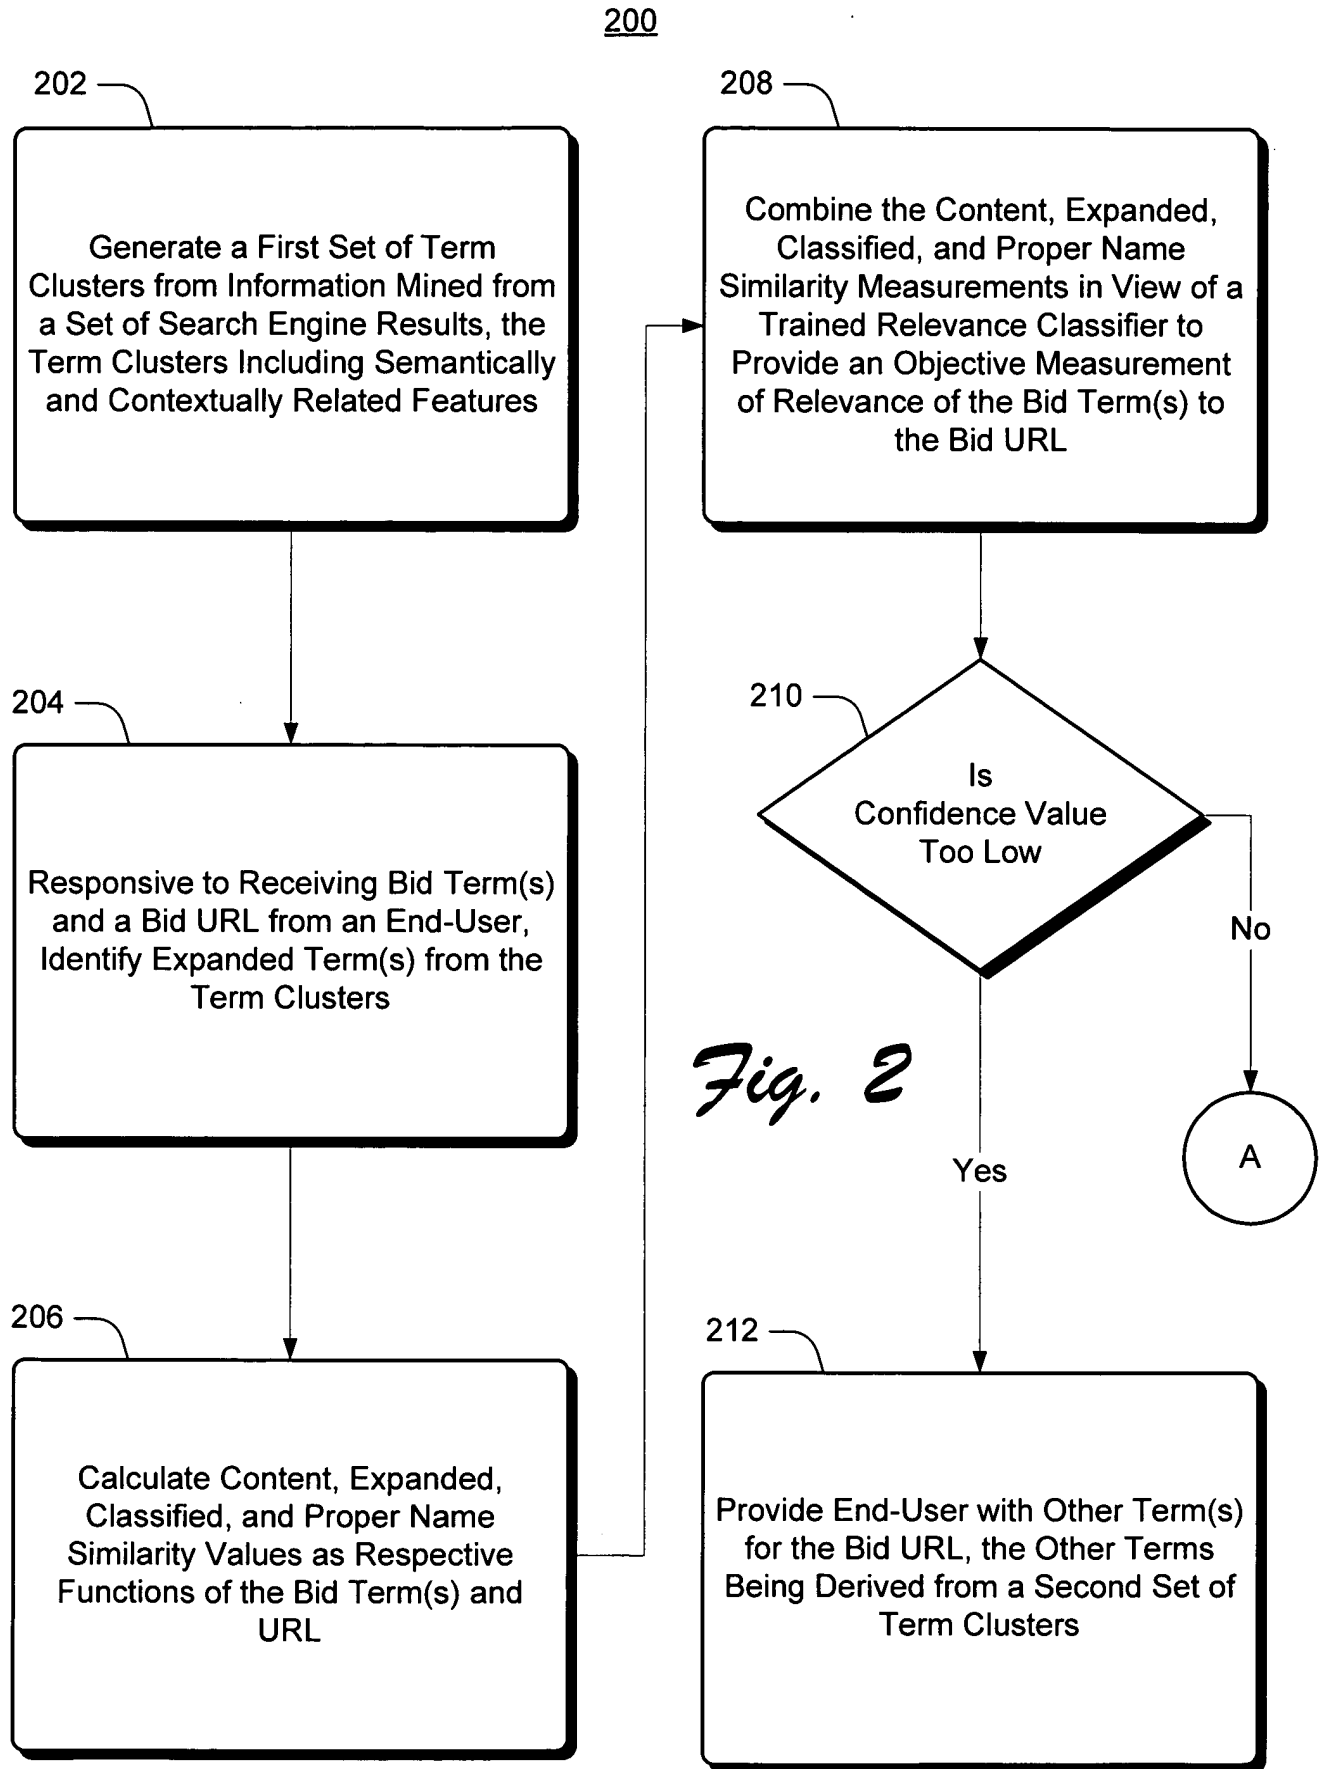 200
202
Generate a First Set of Term
Clusters from Information Mined from
a Set of Search Engine Results, the
Term Clusters Including Semantically
and Contextually Related Features
204
Responsive to Receiving Bid Term(s)
and a Bid URL from an End-User,
Identify Expanded Term(s) from the
Term Clusters
206
Calculate Content, Expanded,
Classified, and Proper Name
Similarity Values as Respective
Functions of the Bid Term(s) and
URL
208
Combine the Content, Expanded,
Classified, and Proper Name
Similarity Measurements in View of a
Trained Relevance Classifier to
Provide an Objective Measurement
of Relevance of the Bid Term(s) to
the Bid URL
210
Is
Confidence Value
Too Low
No
A
Fig. 2
Yes
212
Provide End-User with Other Term(s)
for the Bid URL, the Other Terms
Being Derived from a Second Set of
Term Clusters